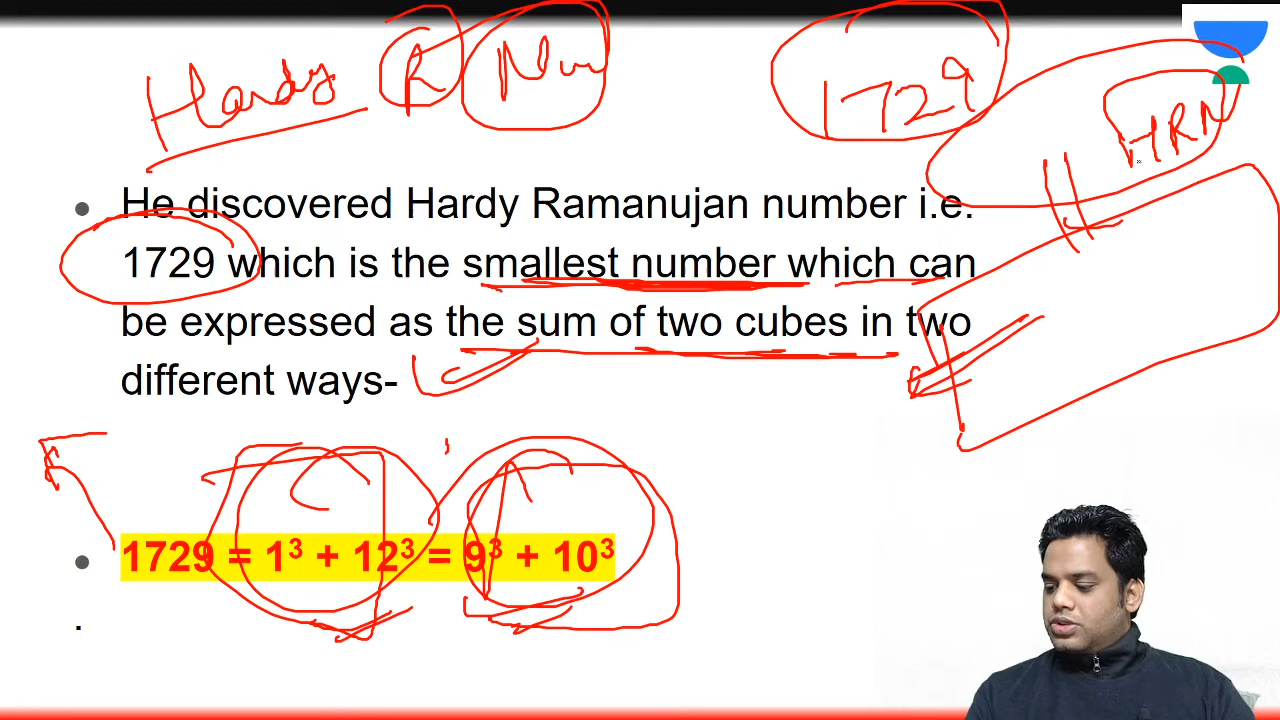 Hardy R Num 1729
HRN
He discovered Hardy Ramanujan number i.e.
1729 which is the smallest number which can
be expressed as the sum of two cubes in two
different ways-
1729 = 1³ + 12³ = 9³ + 10³
.